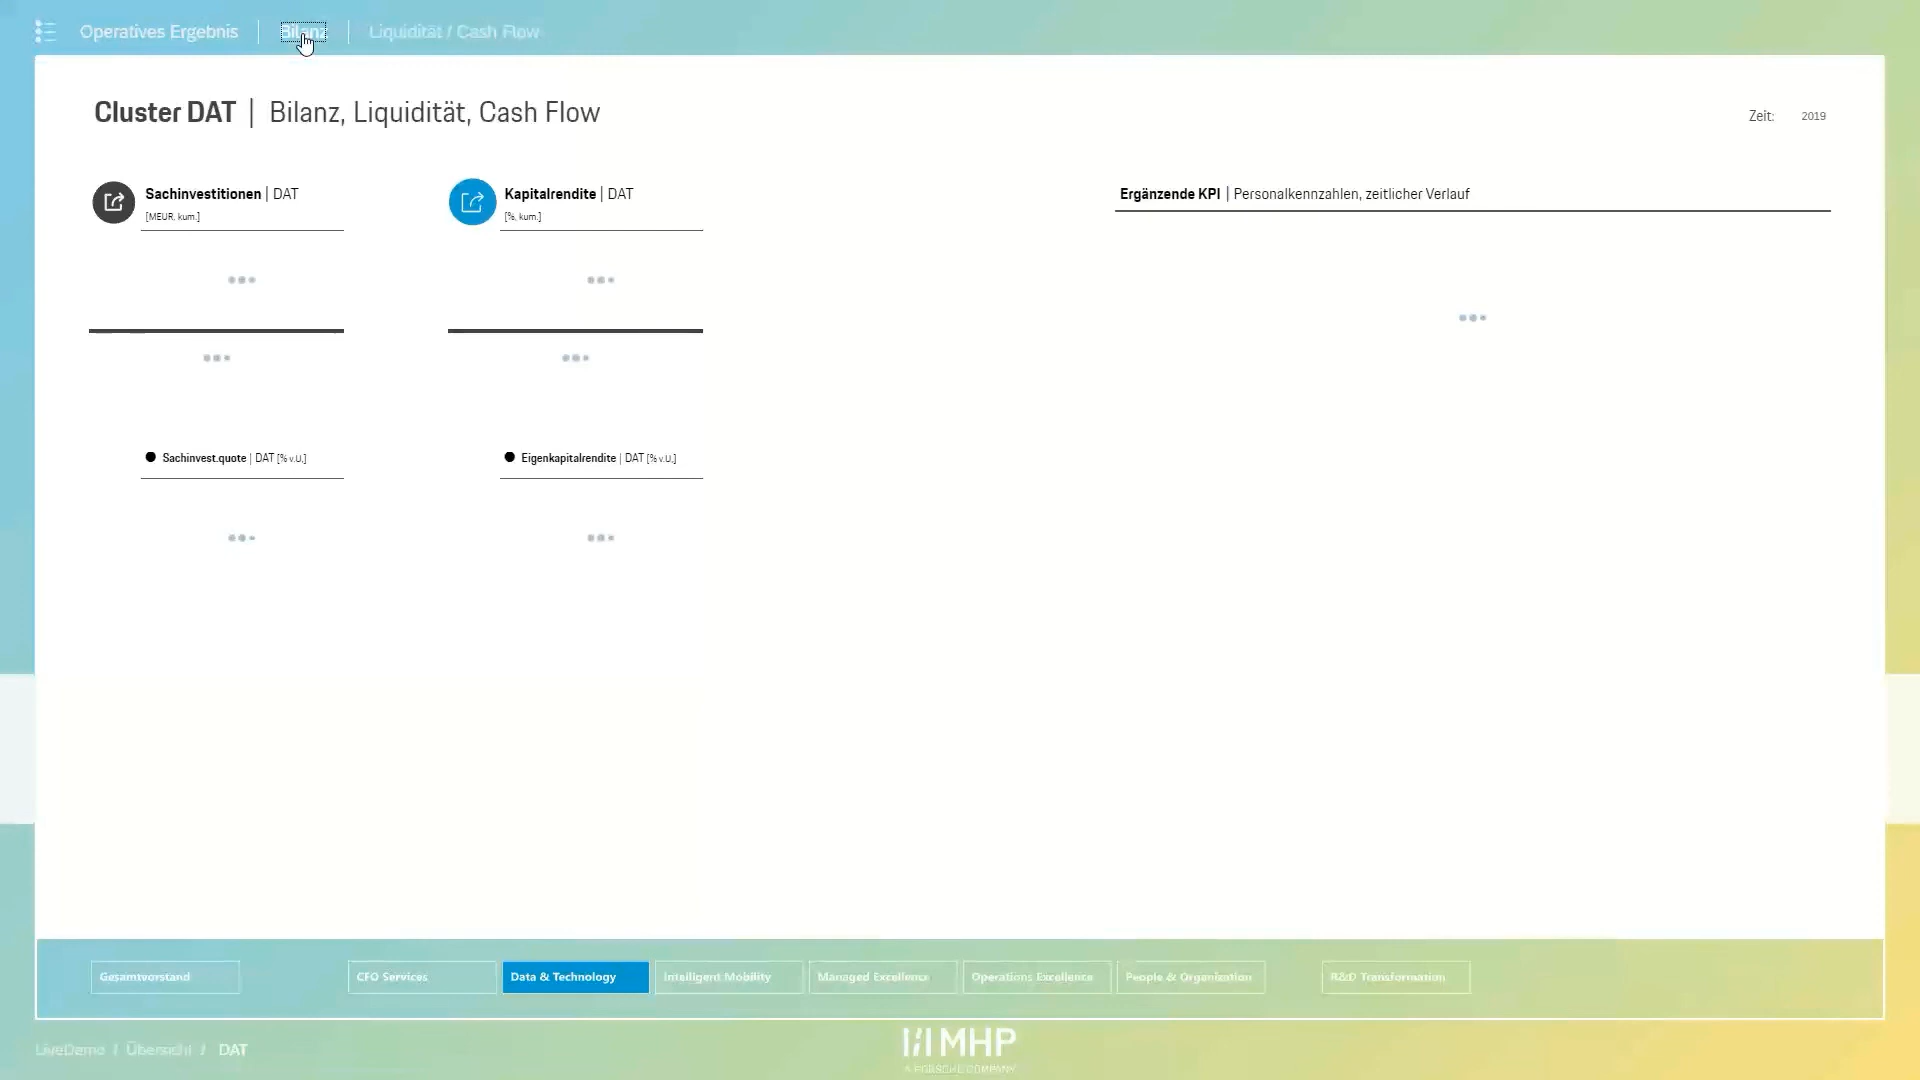 Operatives Ergebnis | Bilanz | Liquidität / Cash Flow
Cluster DAT | Bilanz, Liquidität, Cash Flow
Zeit: 2019
Sachinvestitionen | DAT
[MEUR, kum.]
Kapitalrendite | DAT
[%, kum.]
Ergänzende KPI | Personalkennzahlen, zeitlicher Verlauf
Sachinvest.quote | DAT [% v.U.]
Eigenkapitalrendite | DAT [% v.U.]
Gesamtvorstand
CFO Services
Data & Technology
Intelligent Mobility
Managed Excellence
Operations Excellence
People & Organization
R&D Transformation
LiveDemo / Übersicht / DAT
MHP
A PORSCHE COMPANY